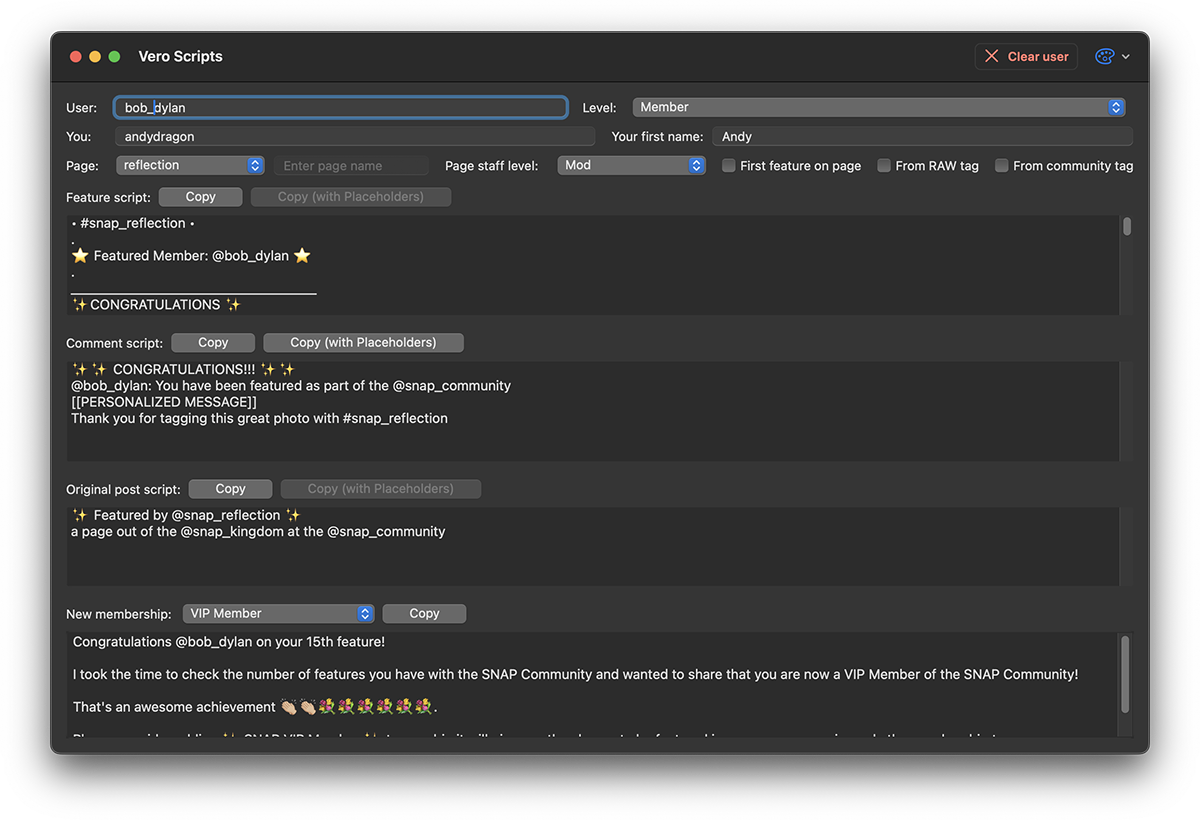 Vero Scripts
Clear user
User: bob_dylan Level: Member
You: andydragon Your first name: Andy
Page: reflection Enter page name Page staff level: Mod First feature on page From RAW tag From community tag
Feature script: Copy Copy (with Placeholders)
• #snap_reflection •
.
⭐ Featured Member: @bob_dylan ⭐
.
___________________________
✨CONGRATULATIONS ✨
Comment script: Copy Copy (with Placeholders)
✨✨ CONGRATULATIONS!!! ✨✨
@bob_dylan: You have been featured as part of the @snap_community
[[PERSONALIZED MESSAGE]]
Thank you for tagging this great photo with #snap_reflection
Original post script: Copy Copy (with Placeholders)
✨ Featured by @snap_reflection ✨
a page out of the @snap_kingdom at the @snap_community
New membership: VIP Member Copy
Congratulations @bob_dylan on your 15th feature!
I took the time to check the number of features you have with the SNAP Community and wanted to share that you are now a VIP Member of the SNAP Community!
That's an awesome achievement 👏🏼👏🏼💐💐💐💐💐💐.